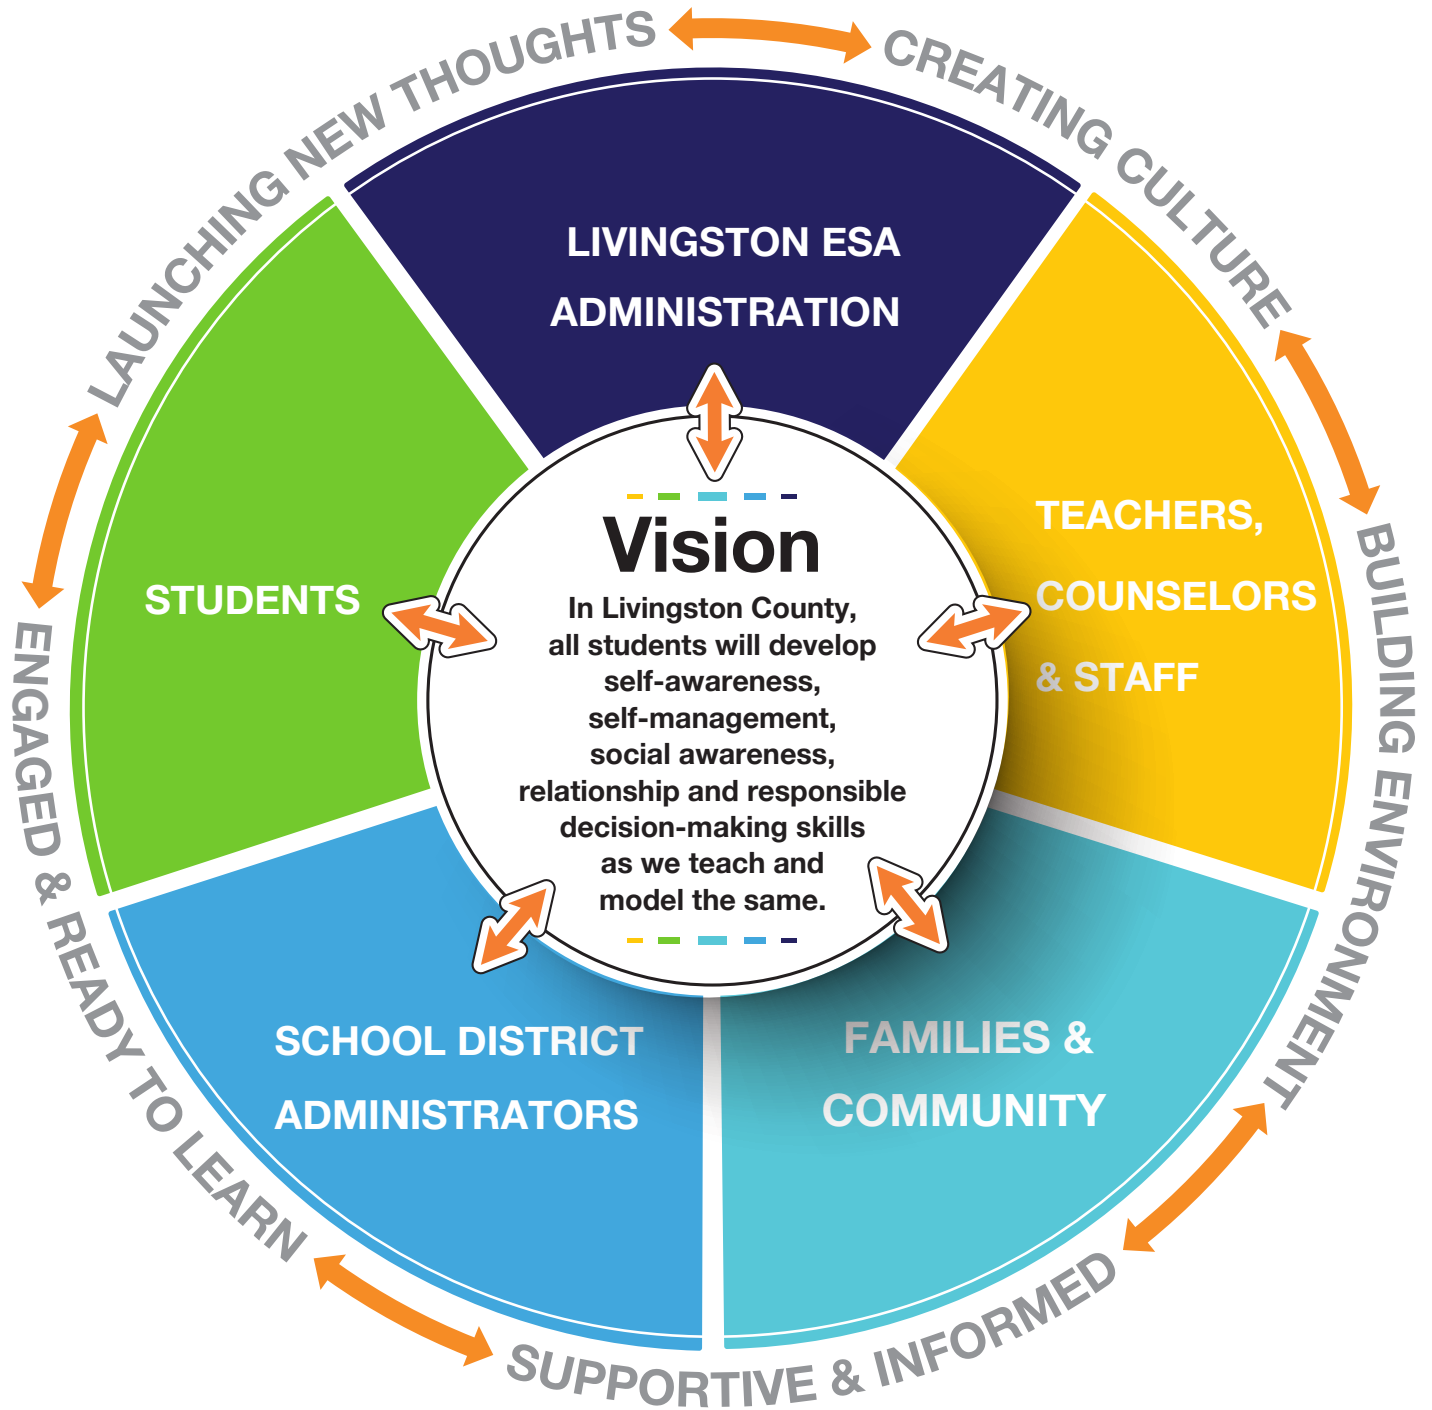 LAUNCHING NEW THOUGHTS
CREATING CULTURE
BUILDING ENVIRONMENT
SUPPORTIVE & INFORMED
ENGAGED & READY TO LEARN
LIVINGSTON ESA
ADMINISTRATION
TEACHERS,
COUNSELORS
& STAFF
FAMILIES &
COMMUNITY
SCHOOL DISTRICT
ADMINISTRATORS
STUDENTS
Vision
In Livingston County,
all students will develop
self-awareness,
self-management,
social awareness,
relationship and responsible
decision-making skills
as we teach and
model the same.